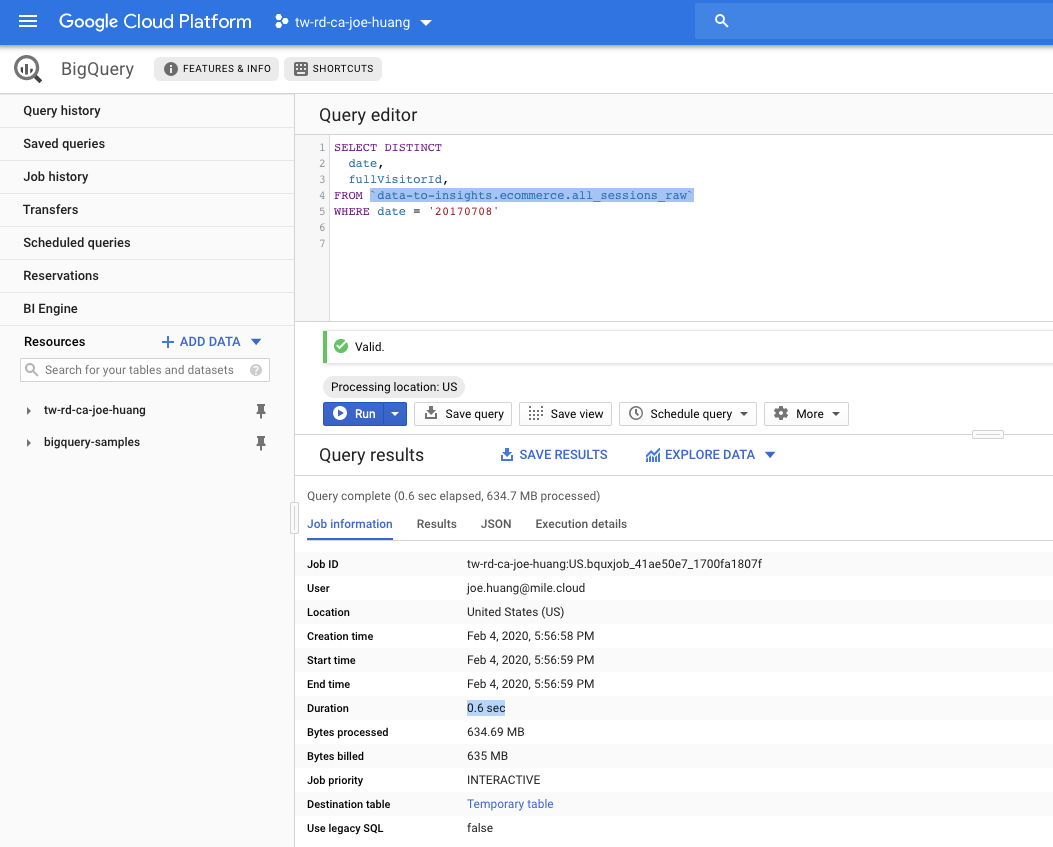 Google Cloud Platform tw-rd-ca-joe-huang
BigQuery FEATURES & INFO SHORTCUTS
Query history
Saved queries
Job history
Transfers
Scheduled queries
Reservations
BI Engine
Resources ADD DATA
Search for your tables and datasets
tw-rd-ca-joe-huang
bigquery-samples
Query editor
1 SELECT DISTINCT
2 date,
3 fullVisitorId,
4 FROM `data-to-insights.ecommerce.all_sessions_raw`
5 WHERE date = '20170708'
6
7
Valid.
Processing location: US
Run Save query Save view Schedule query More
Query results SAVE RESULTS EXPLORE DATA
Query complete (0.6 sec elapsed, 634.7 MB processed)
Job information Results JSON Execution details
Job ID tw-rd-ca-joe-huang:US.bquxjob_41ae50e7_1700fa1807f
User joe.huang@mile.cloud
Location United States (US)
Creation time Feb 4, 2020, 5:56:58 PM
Start time Feb 4, 2020, 5:56:59 PM
End time Feb 4, 2020, 5:56:59 PM
Duration 0.6 sec
Bytes processed 634.69 MB
Bytes billed 635 MB
Job priority INTERACTIVE
Destination table Temporary table
Use legacy SQL false